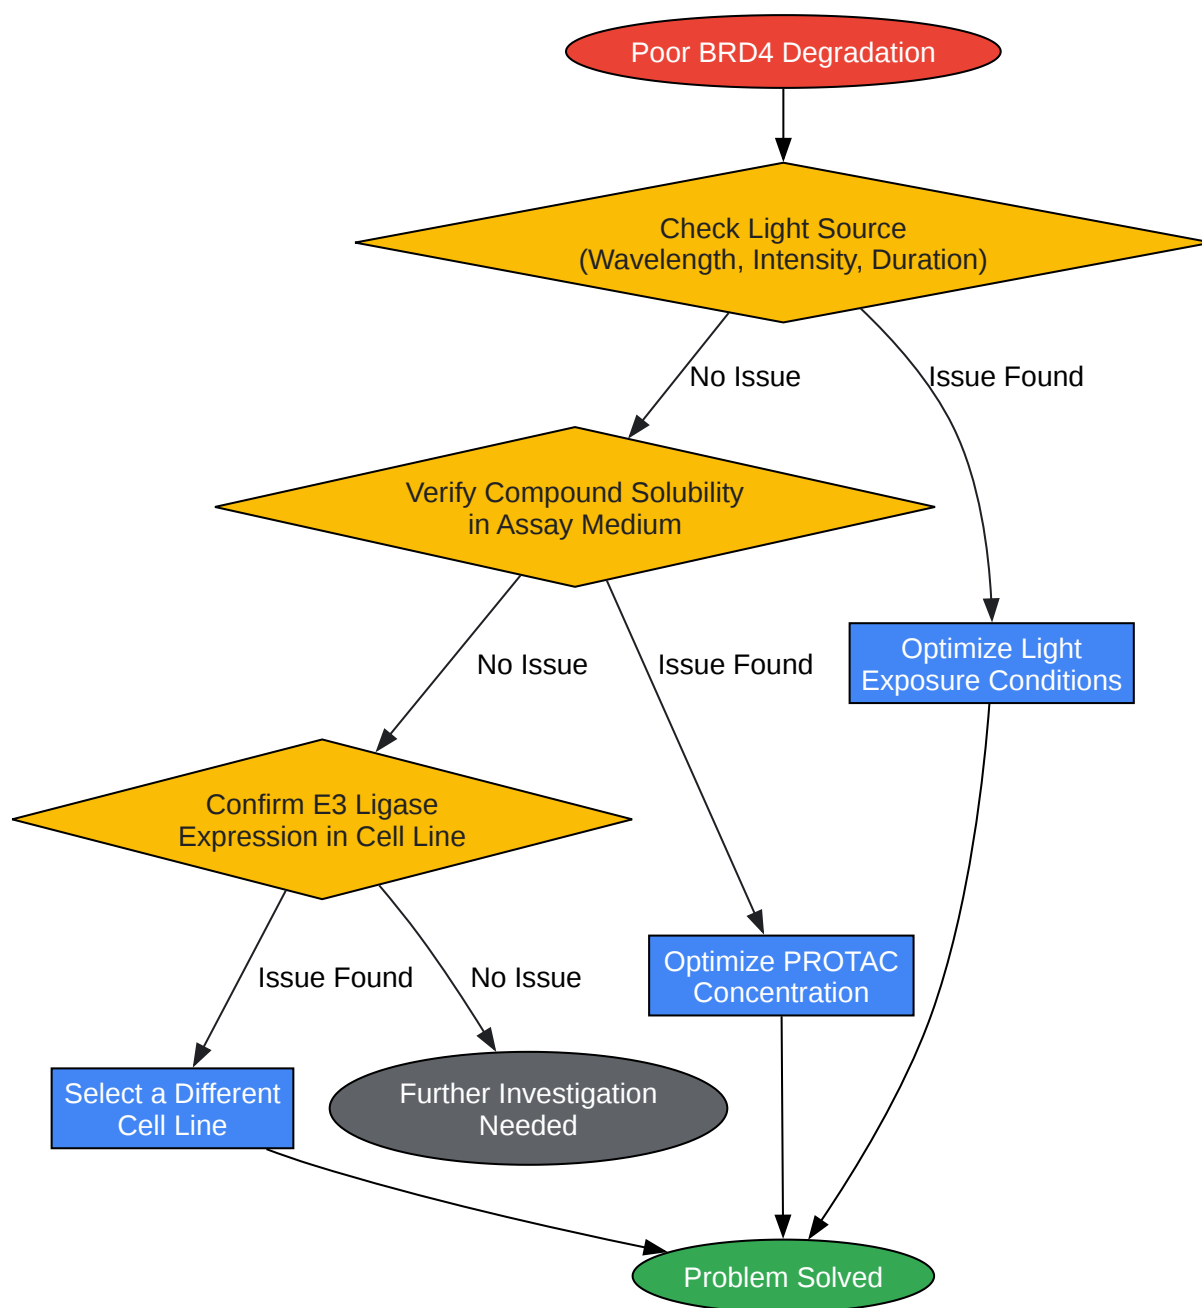 Poor BRD4 Degradation
Check Light Source
(Wavelength, Intensity, Duration)
No Issue
Issue Found
Verify Compound Solubility
in Assay Medium
No Issue
Issue Found
Optimize Light
Exposure Conditions
Confirm E3 Ligase
Expression in Cell Line
Issue Found
No Issue
Optimize PROTAC
Concentration
Select a Different
Cell Line
Further Investigation
Needed
Problem Solved